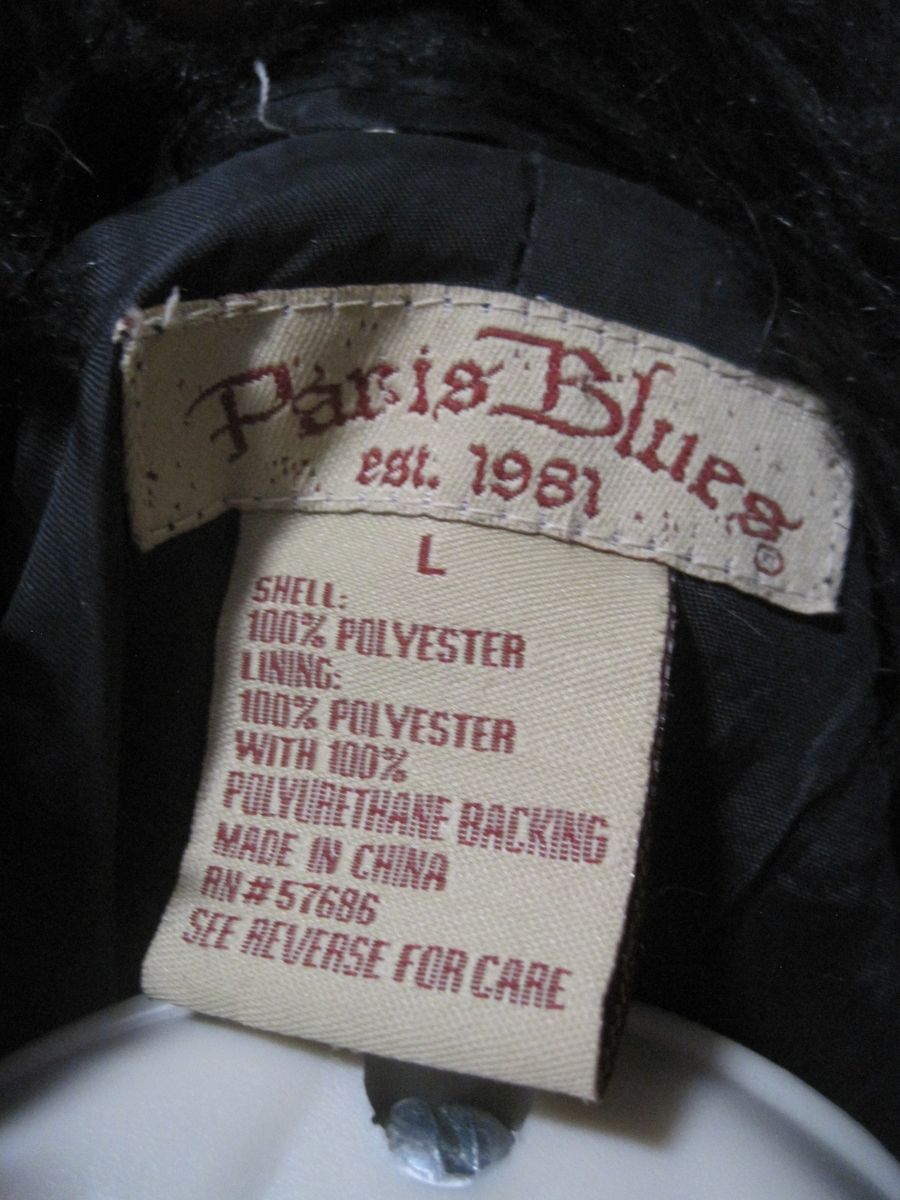 Paris Blues
est. 1981
®
L
SHELL:
100% POLYESTER
LINING:
100% POLYESTER
WITH 100%
POLYURETHANE BACKING
MADE IN CHINA
RN#57686
SEE REVERSE FOR CARE